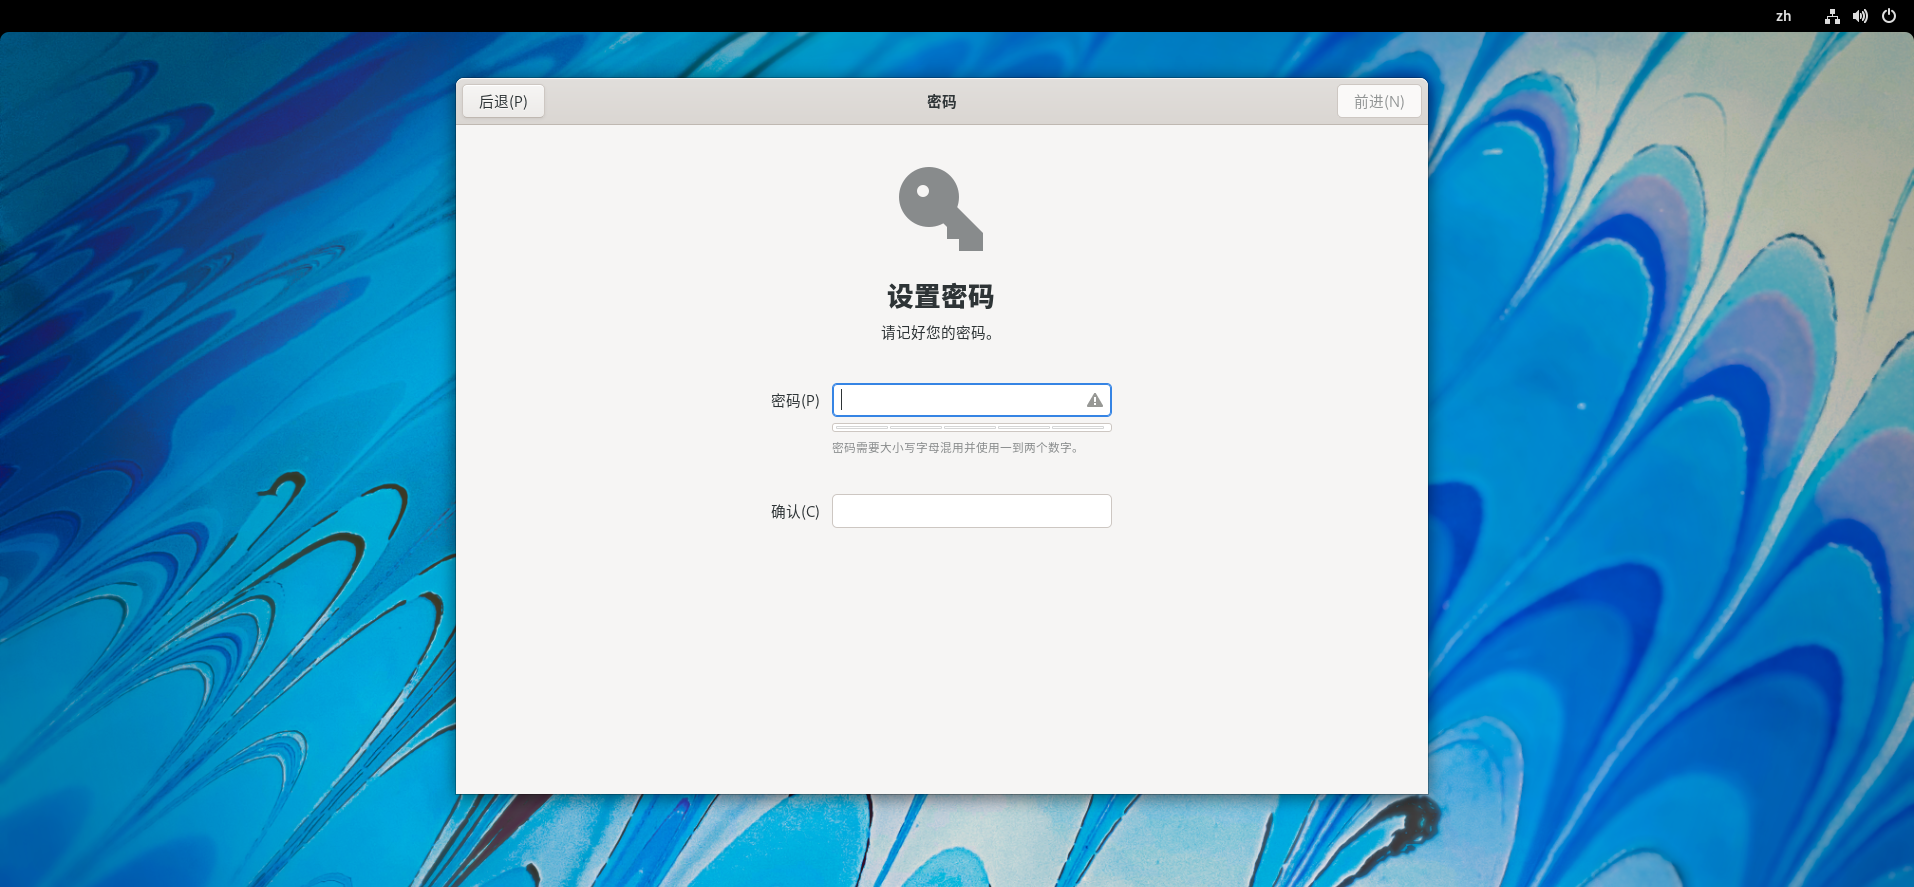 zh
后退(P)
密码
前进(N)
设置密码
请记好您的密码。
密码(P)
密码需要大小写字母混用并使用一到两个数字。
确认(C)